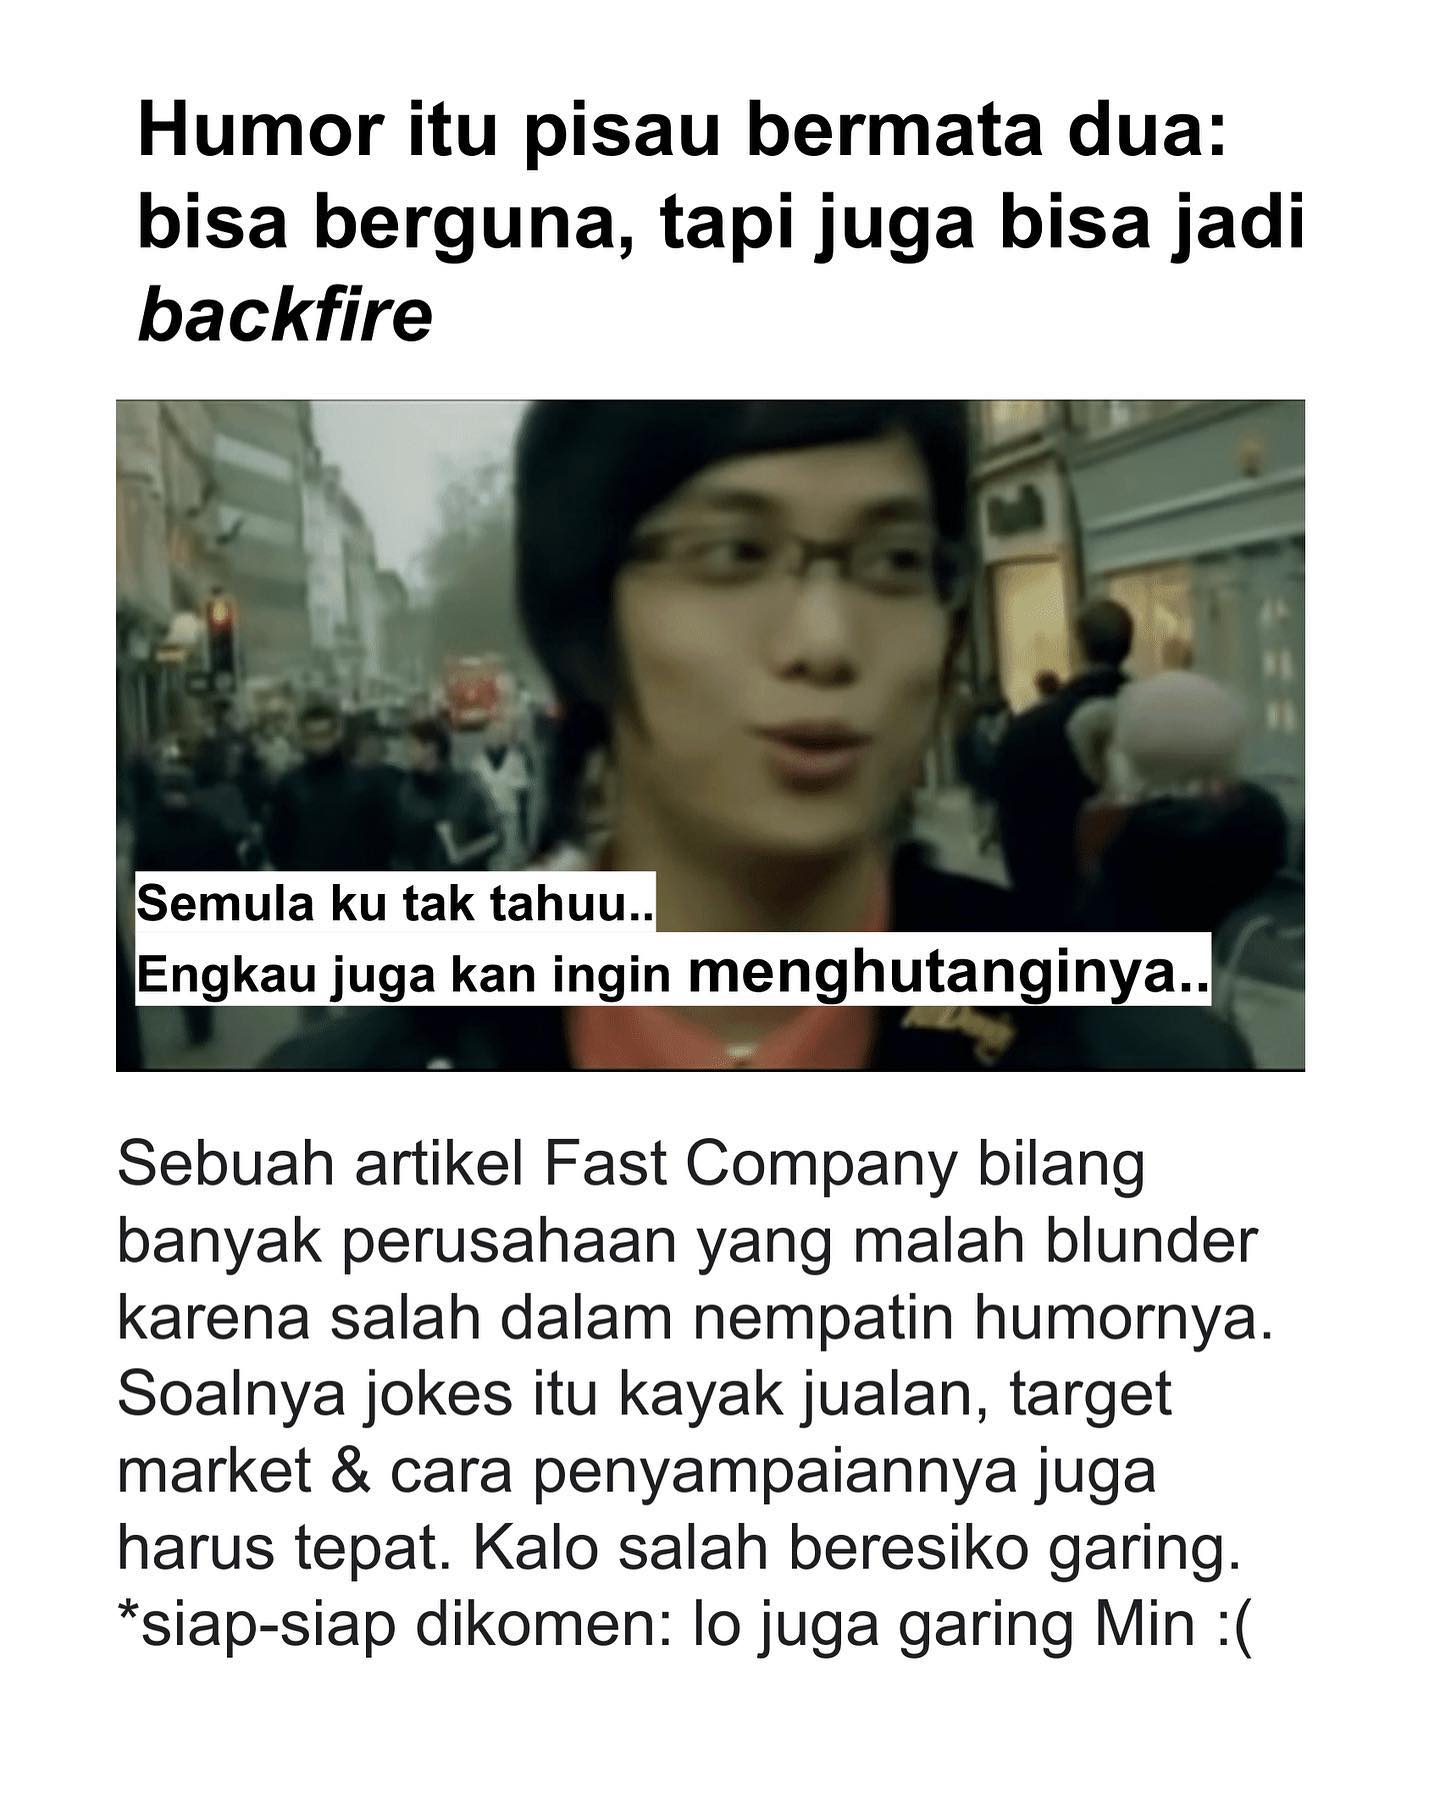 Humor itu pisau bermata dua:
bisa berguna, tapi juga bisa jadi
backfire
Semula ku tak tahuu..
Engkau juga kan ingin menghutanginya..
Sebuah artikel Fast Company bilang
banyak perusahaan yang malah blunder
karena salah dalam nempatin humornya.
Soalnya jokes itu kayak jualan, target
market & cara penyampaiannya juga
harus tepat. Kalo salah beresiko garing.
*siap-siap dikomen: lo juga garing Min :(